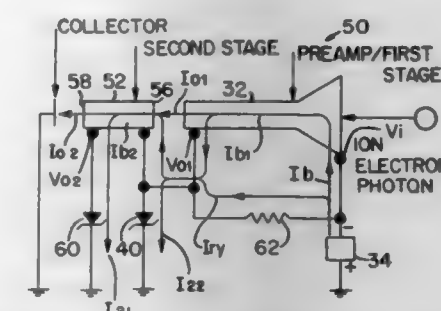 COLLECTOR
50
SECOND STAGE
PREAMP/FIRST
STAGE
58 52 56 Io1 32
Io2 Ib2 Vo1 Ib1 Vi
Vo2 Ib ION
ELECTRON
PHOTON
60 40 Iry 62 34
I22